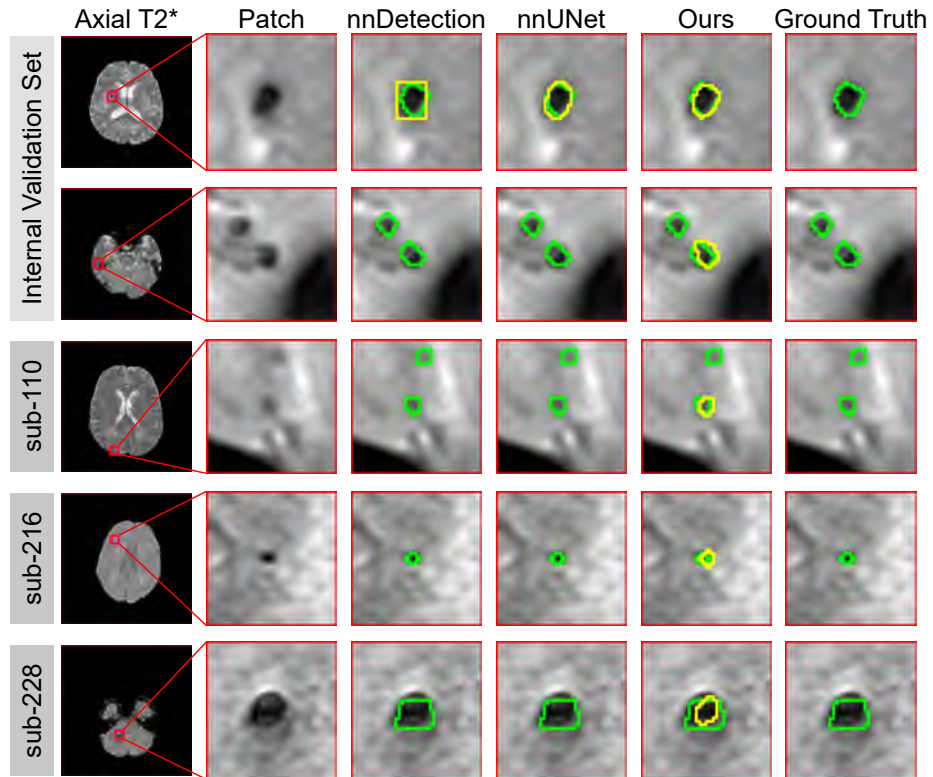 Axial T2* Patch nnDetection nnUNet Ours Ground Truth
Internal Validation Set
sub-110
sub-216
sub-228